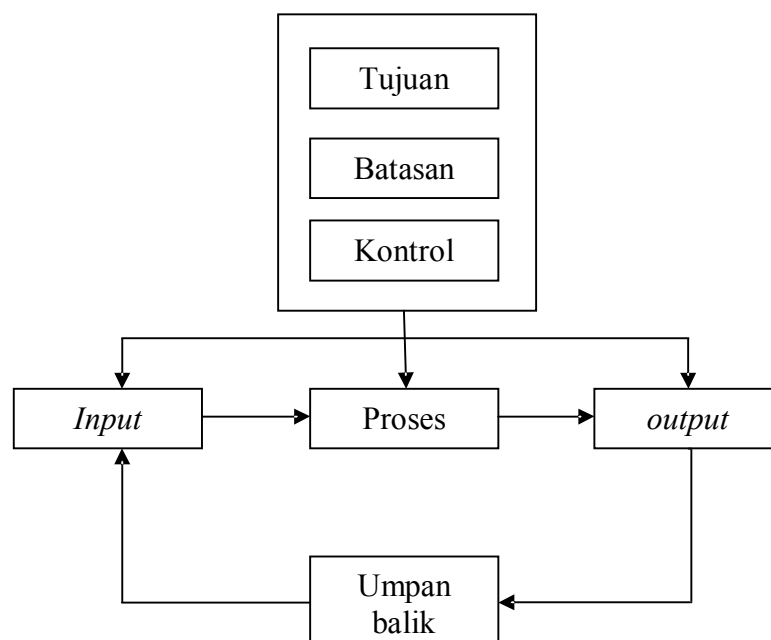 Tujuan
Batasan
Kontrol
Input
Proses
output
Umpan
balik